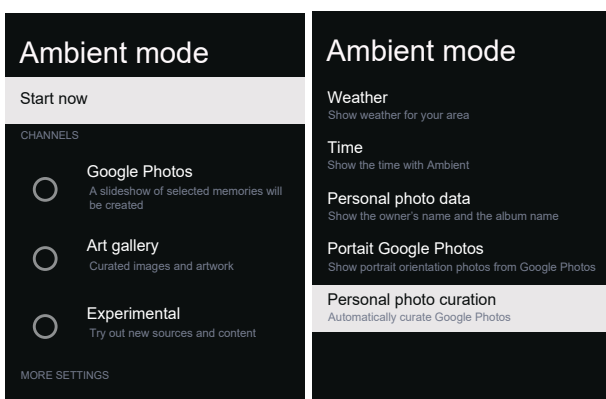 Ambient mode
Start now
CHANNELS
Google Photos
A slideshow of selected memories will
be created
Art gallery
Curated images and artwork
Experimental
Try out new sources and content
MORE SETTINGS
Ambient mode
Weather
Show weather for your area
Time
Show the time with Ambient
Personal photo data
Show the owner's name and the album name
Portait Google Photos
Show portrait orientation photos from Google Photos
Personal photo curation
Automatically curate Google Photos